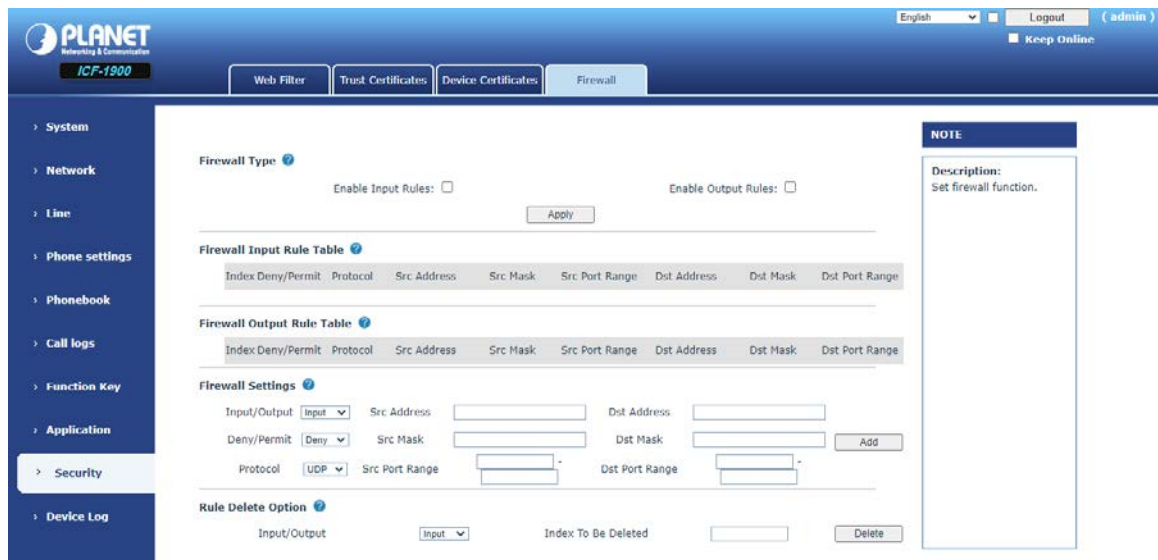 English Logout ( admin )
PLANET
Networking & Communication
Keep Online
ICF-1900
Web Filter Trust Certificates Device Certificates Firewall
› System
› Network
› Line
› Phone settings
› Phonebook
› Call logs
› Function Key
› Application
› Security
› Device Log
Firewall Type ?
Enable Input Rules: Enable Output Rules:
Apply
Firewall Input Rule Table ?
Index Deny/Permit Protocol Src Address Src Mask Src Port Range Dst Address Dst Mask Dst Port Range
Firewall Output Rule Table ?
Index Deny/Permit Protocol Src Address Src Mask Src Port Range Dst Address Dst Mask Dst Port Range
Firewall Settings ?
Input/Output Input Src Address Dst Address
Deny/Permit Deny Src Mask Dst Mask Add
Protocol UDP Src Port Range - Dst Port Range -
Rule Delete Option ?
Input/Output Input Index To Be Deleted Delete
NOTE
Description:
Set firewall function.